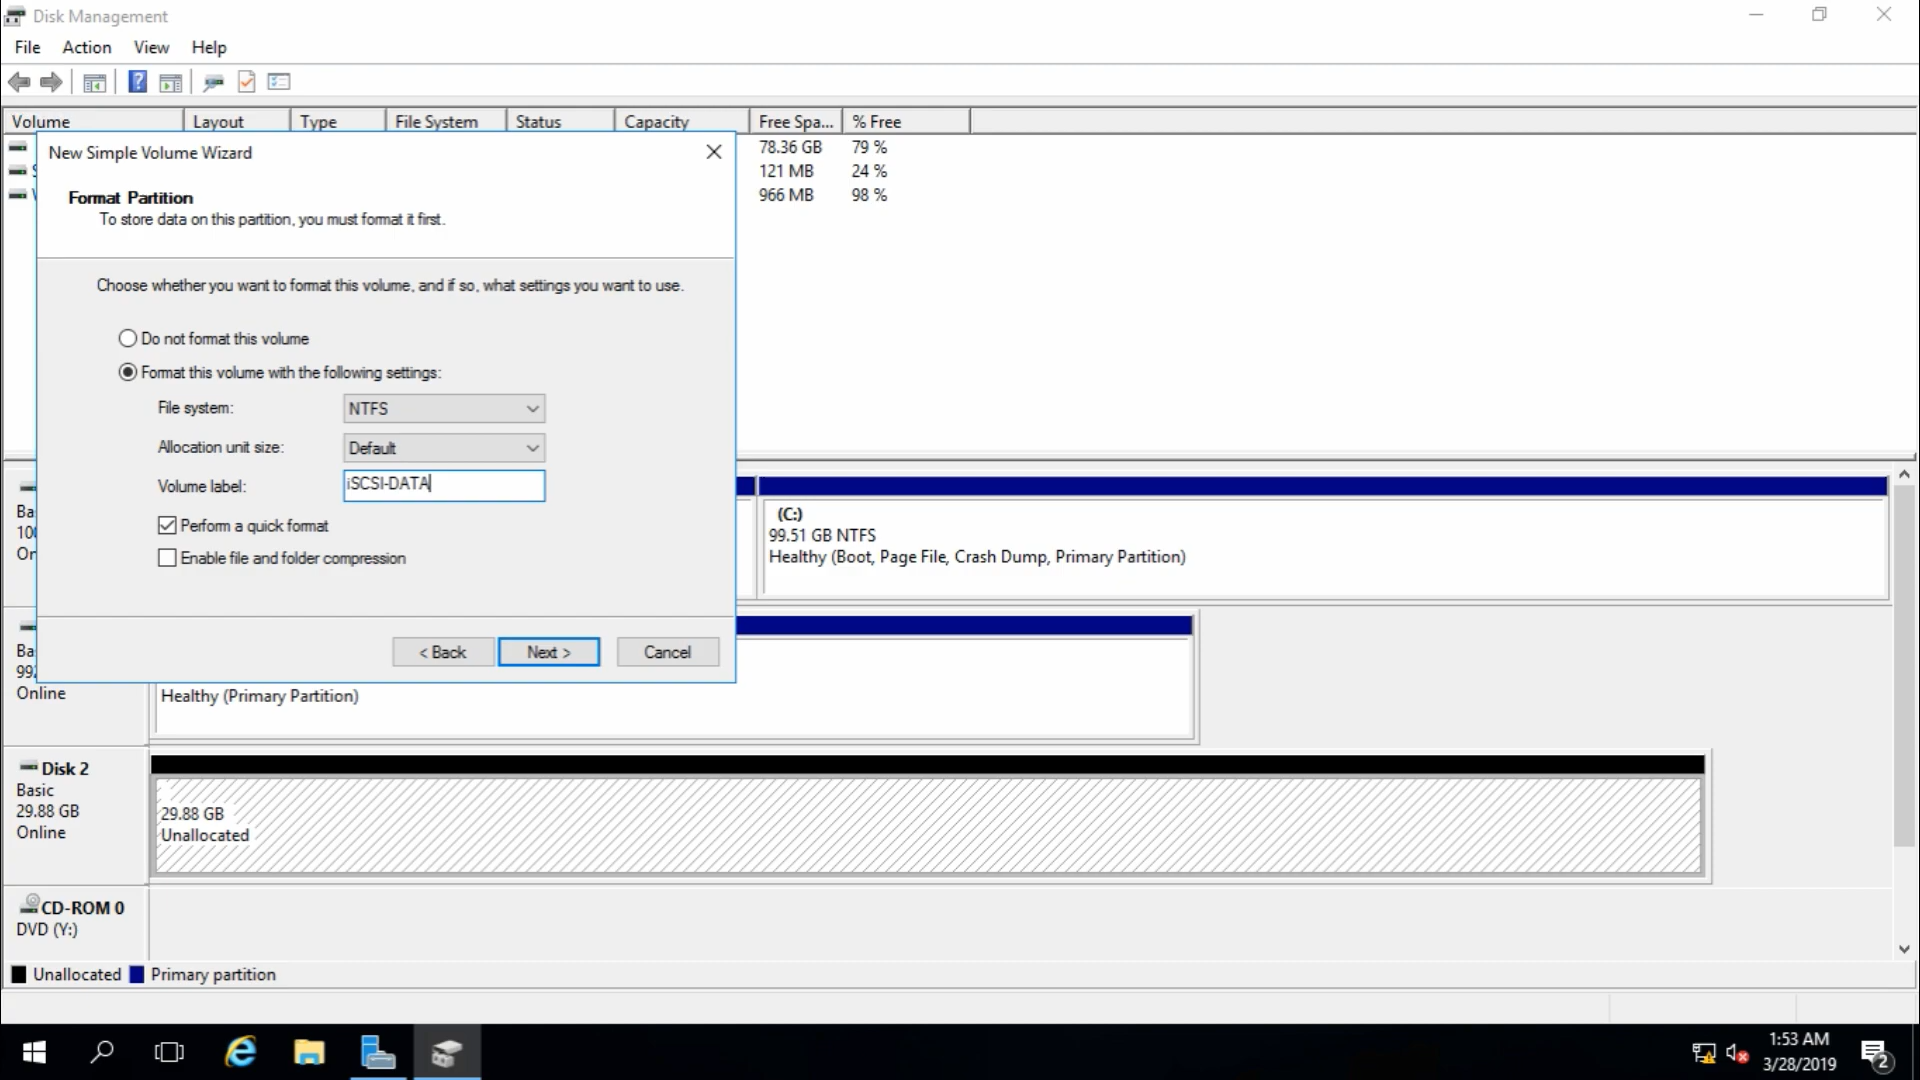 Disk Management
File Action View Help
Volume Layout Type File System Status Capacity Free Spa... % Free
78.36 GB 79 %
121 MB 24 %
966 MB 98 %
New Simple Volume Wizard
Format Partition
To store data on this partition, you must format it first.
Choose whether you want to format this volume, and if so, what settings you want to use.
Do not format this volume
Format this volume with the following settings:
File system: NTFS
Allocation unit size: Default
Volume label: iSCSI-DATA
Perform a quick format
Enable file and folder compression
< Back Next > Cancel
(C:)
99.51 GB NTFS
Healthy (Boot, Page File, Crash Dump, Primary Partition)
Online
Healthy (Primary Partition)
Disk 2
Basic
29.88 GB
Online
29.88 GB
Unallocated
CD-ROM 0
DVD (Y:)
Unallocated Primary partition
1:53 AM
3/28/2019
2